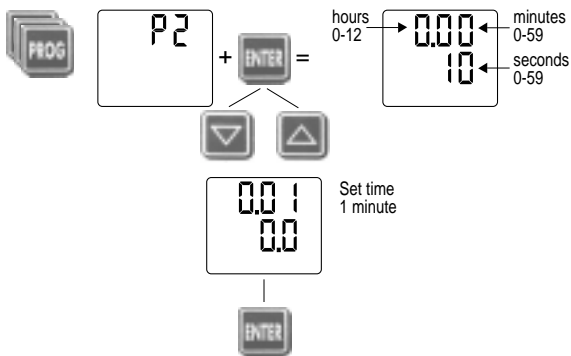 PROG
P2
+ ENTER =
hours
0-12
0.00
minutes
0-59
10
seconds
0-59
0.01
0.0
Set time
1 minute
ENTER